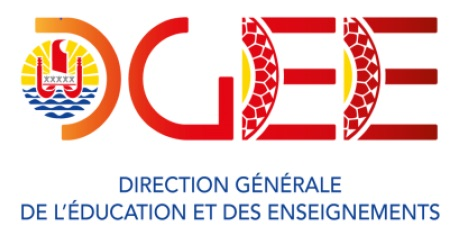 DGEE
DIRECTION GÉNÉRALE
DE L'ÉDUCATION ET DES ENSEIGNEMENTS